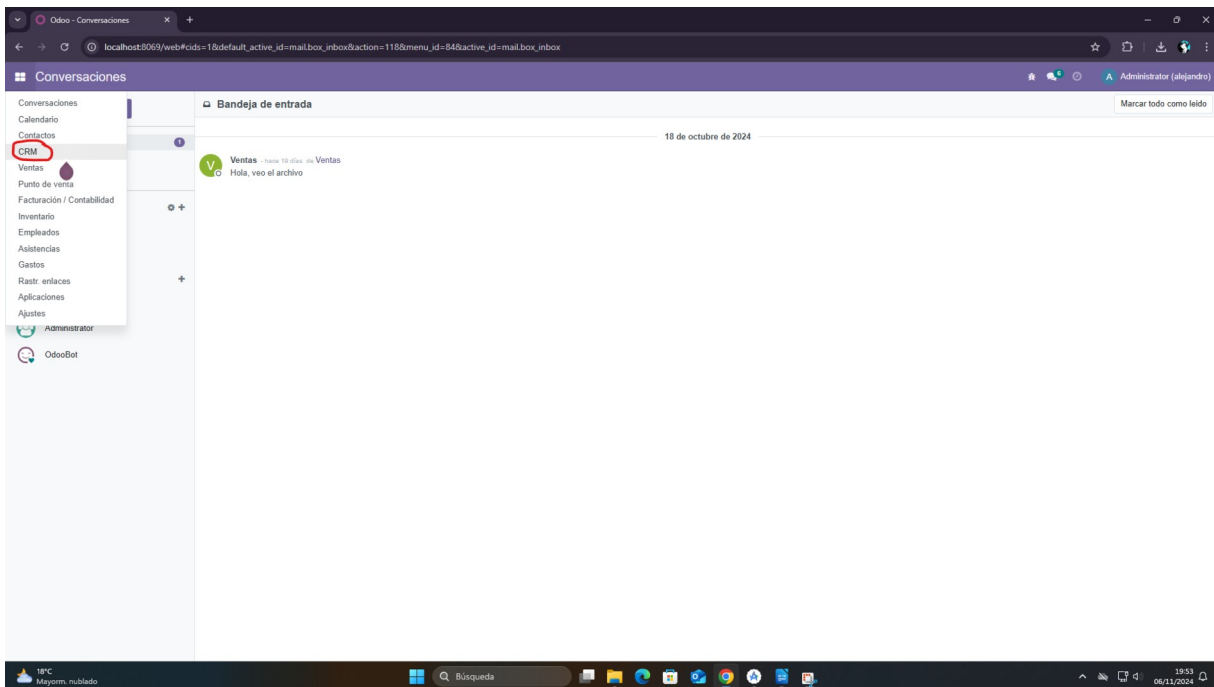 Odoo - Conversaciones
localhost:8069/web#cids=1&default_active_id=mail.box_inbox&action=118&menu_id=84&active_id=mail.box_inbox
Conversaciones
6
A Administrator (alejandro)
Conversaciones
Calendario
Contactos
CRM
Ventas
Punto de venta
Facturación / Contabilidad
Inventario
Empleados
Asistencias
Gastos
Rastr. enlaces
Aplicaciones
Ajustes
1
Administrator
OdooBot
Bandeja de entrada
Marcar todo como leído
18 de octubre de 2024
V
Ventas - hace 19 días de Ventas
Hola, veo el archivo
18°C
Mayorm. nublado
Búsqueda
19:53
06/11/2024